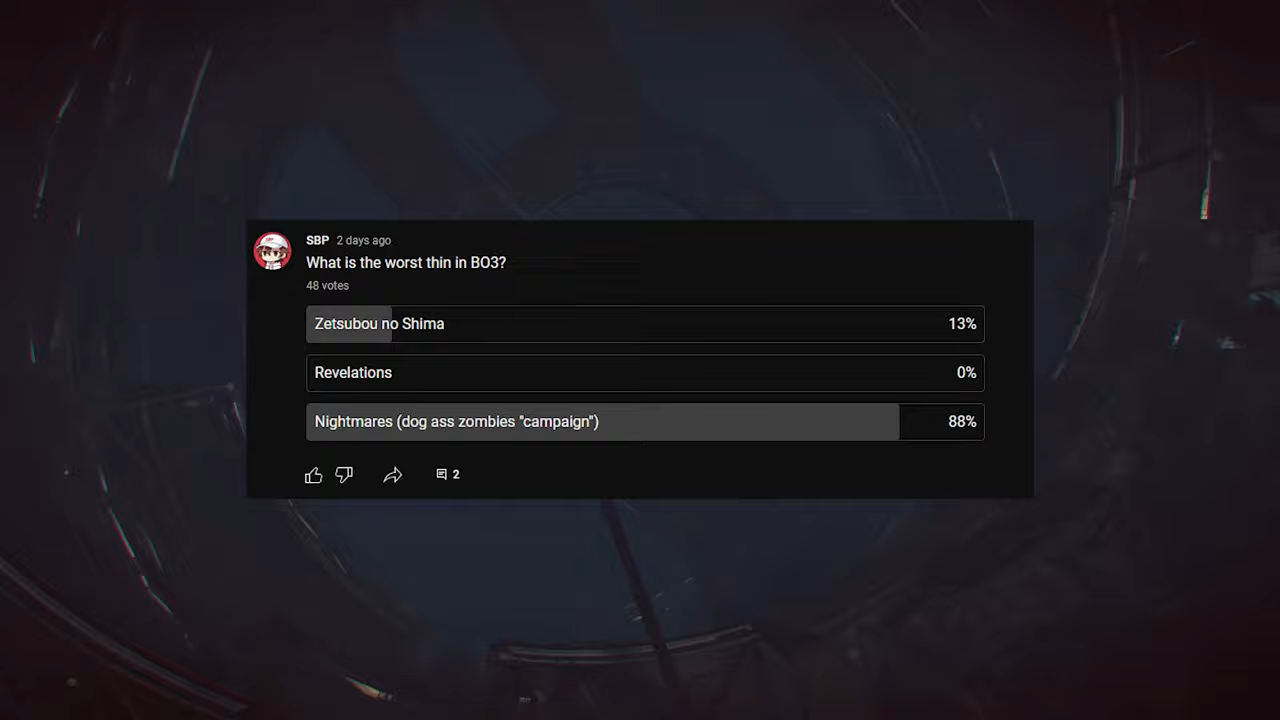 SBP 2 days ago
What is the worst thin in BO3?
48 votes
Zetsubou no Shima 13%
Revelations 0%
Nightmares (dog ass zombies "campaign") 88%
2